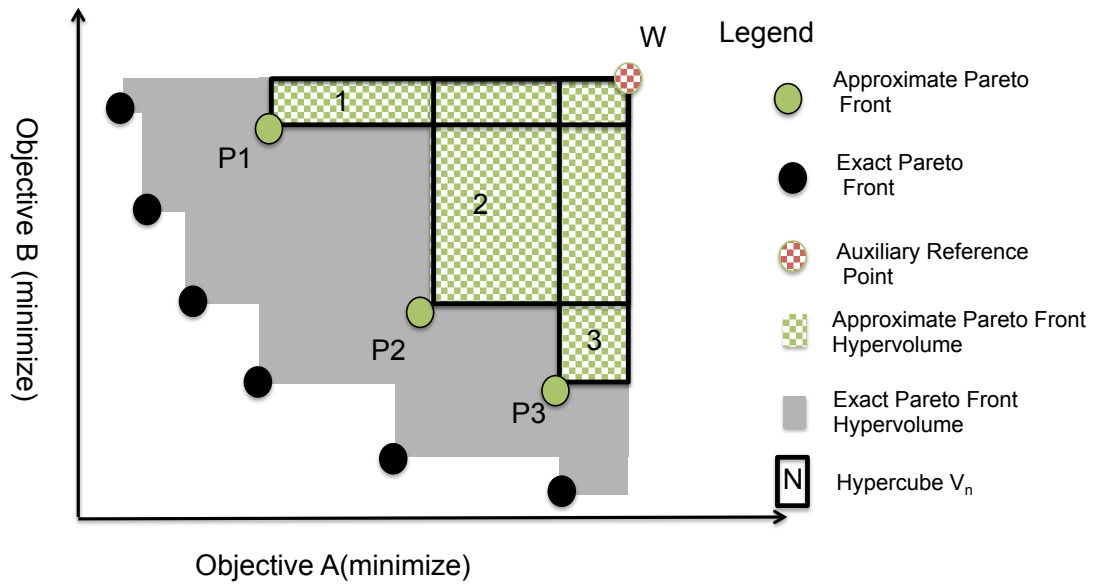 W
Legend
Approximate Pareto
Front
1
P1
Exact Pareto
Front
Objective B (minimize)
2
Auxiliary Reference
Point
P2
3
Approximate Pareto Front
Hypervolume
P3
Exact Pareto Front
Hypervolume
N
Hypercube Vn
Objective A(minimize)